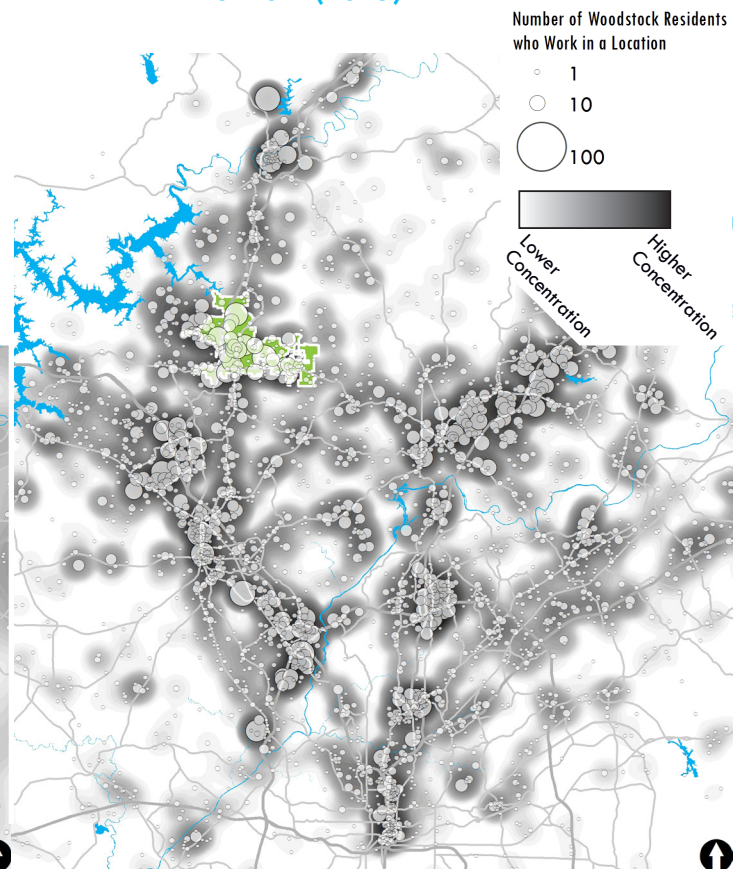 Number of Woodstock Residents
who Work in a Location
1
10
100
Lower
Concentration
Higher
Concentration